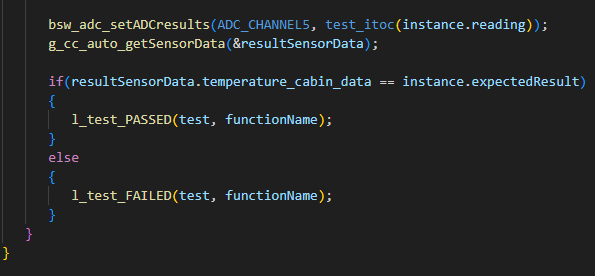 bsw_adc_setADCresults(ADC_CHANNEL5, test_itoc(instance.reading));
g_cc_auto_getSensorData(&resultSensorData);
if(resultSensorData.temperature_cabin_data == instance.expectedResult)
{
l_test_PASSED(test, functionName);
}
else
{
l_test_FAILED(test, functionName);
}
}
}